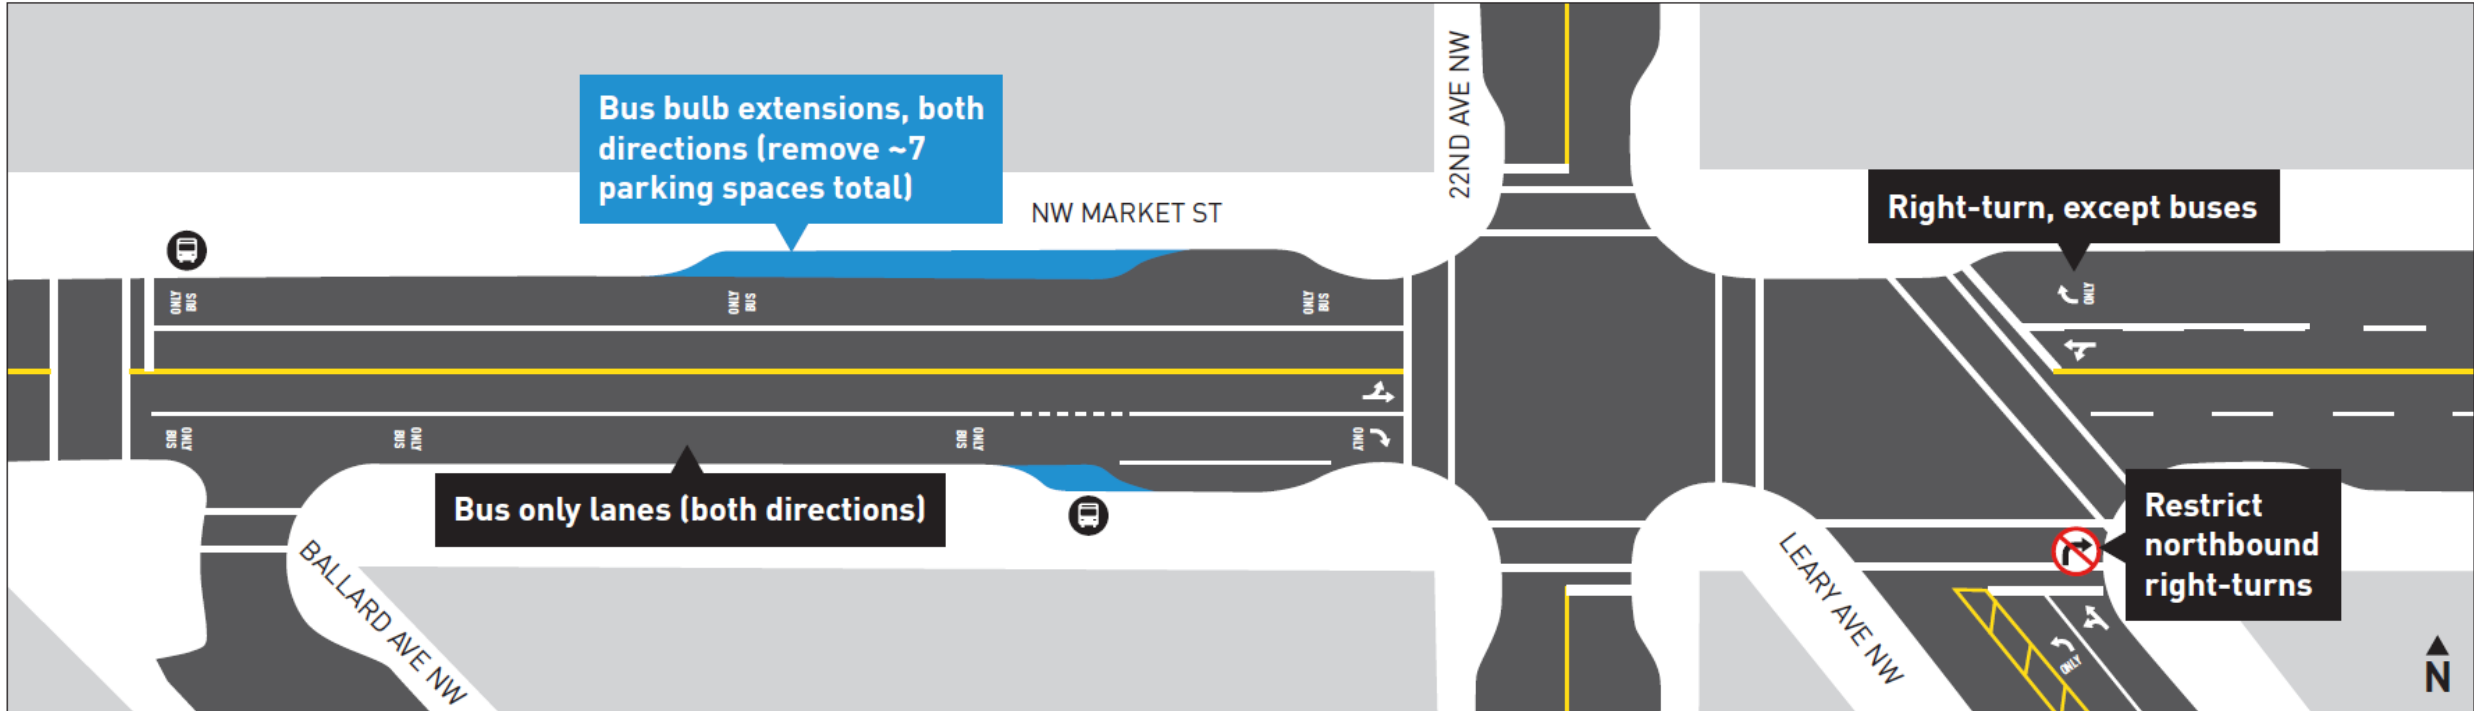 Bus bulb extensions, both
directions (remove ~7
parking spaces total)
NW MARKET ST
22ND AVE NW
Right-turn, except buses
ONLY
BUS
ONLY
BUS
ONLY
BUS
ONLY
BUS
ONLY
BUS
ONLY
BUS
ONLY
ONLY
Bus only lanes (both directions)
Restrict
northbound
right-turns
BALLARD AVE NW
LEARY AVE NW
ONLY
N